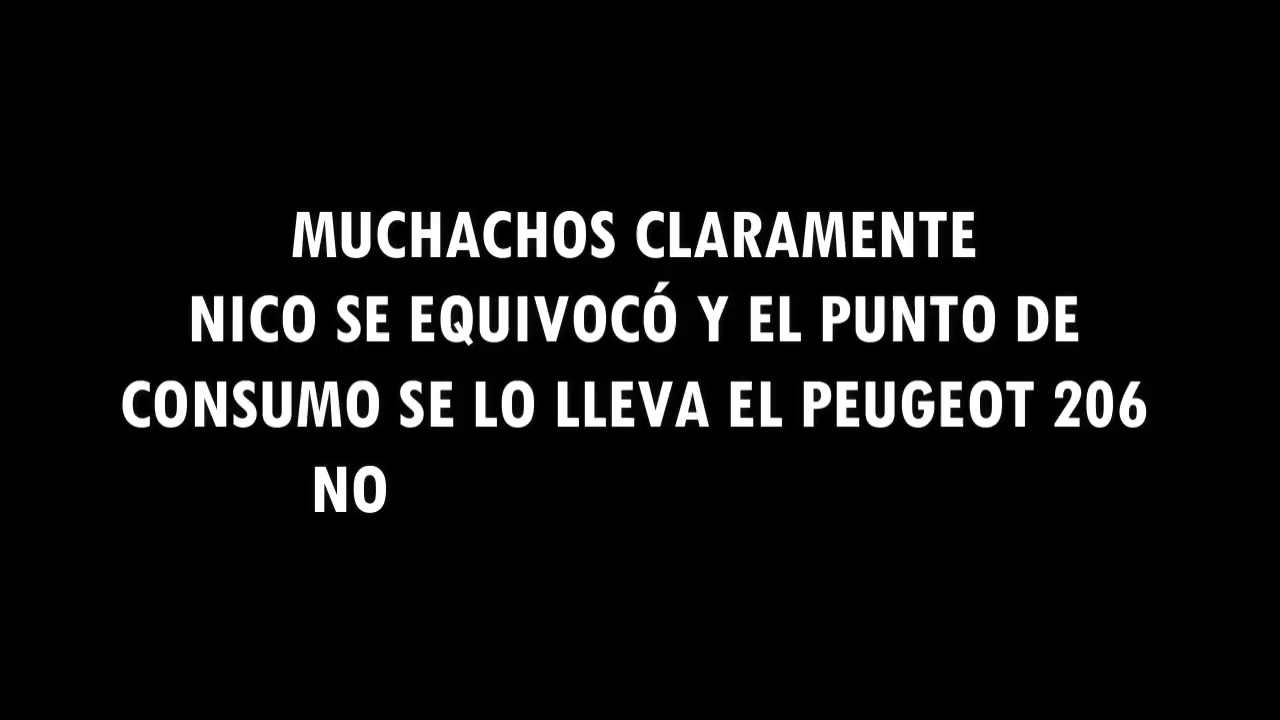 MUCHACHOS CLARAMENTE
NICO SE EQUIVOCÓ Y EL PUNTO DE
CONSUMO SE LO LLEVA EL PEUGEOT 206
NO